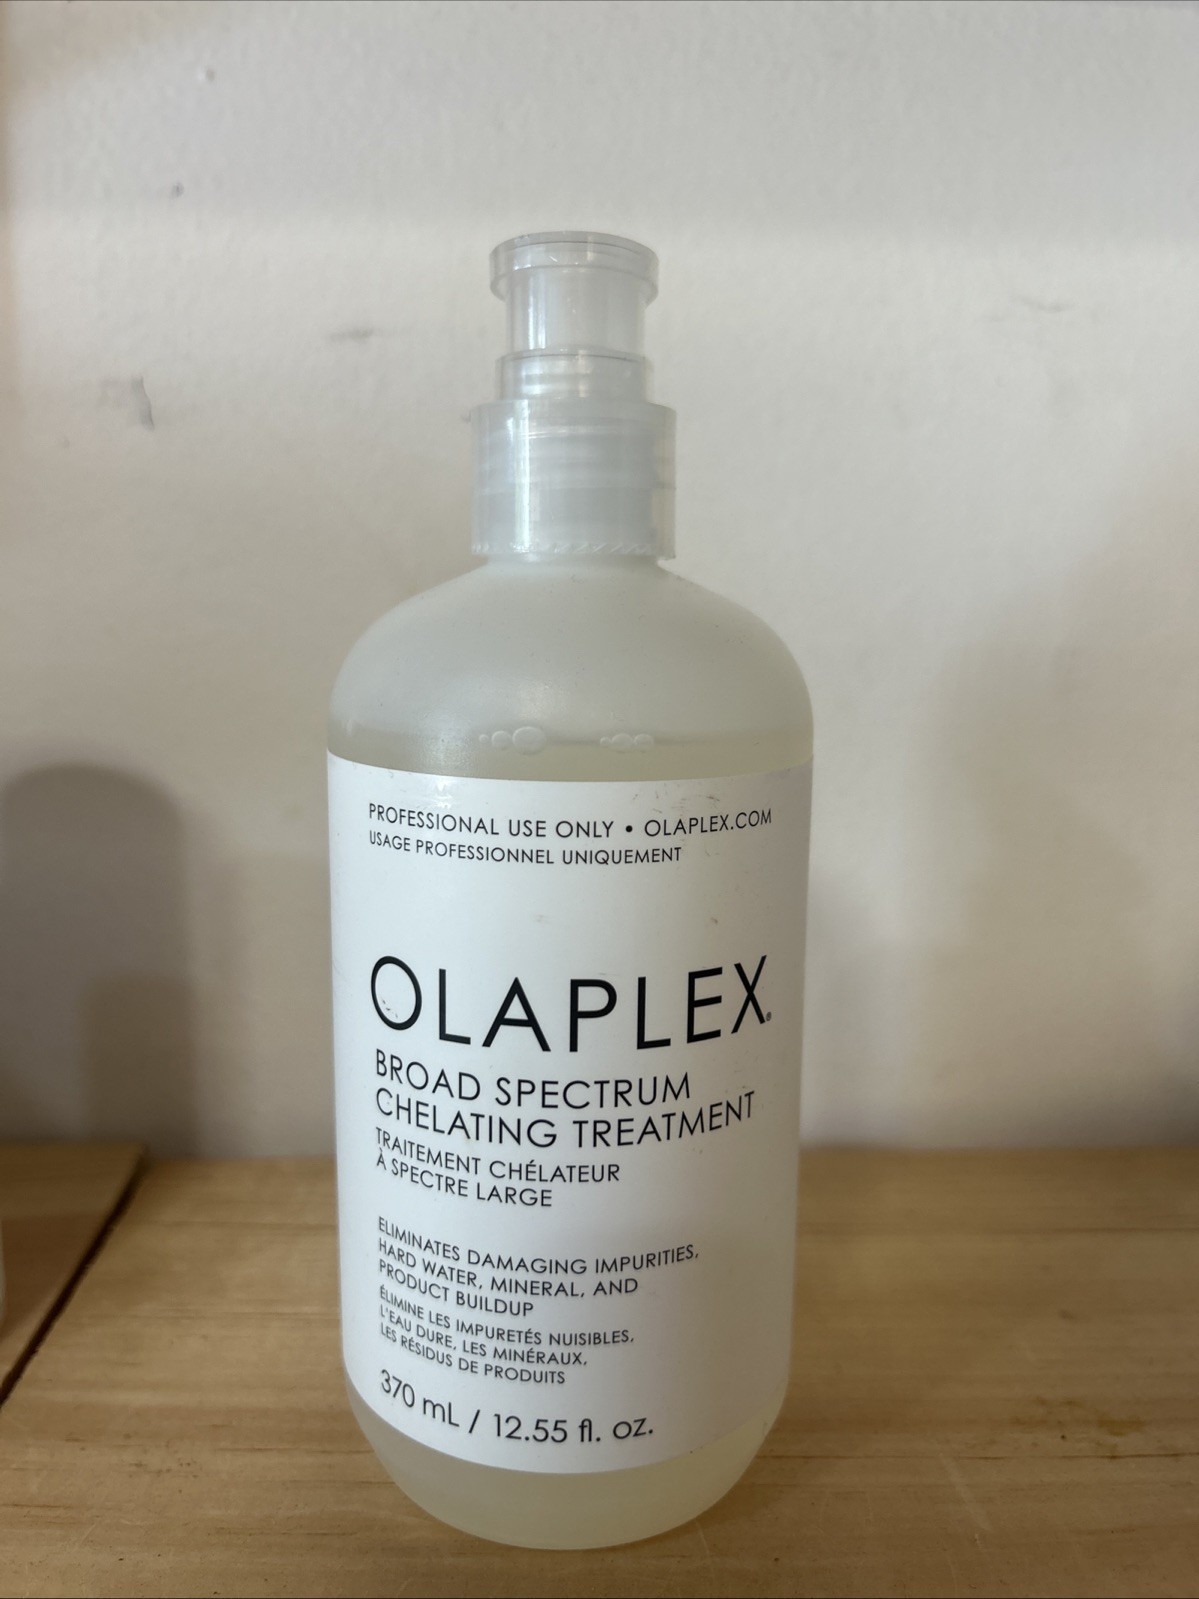 PROFESSIONAL USE ONLY • OLAPLEX.COM
USAGE PROFESSIONNEL UNIQUEMENT
OLAPLEX®
BROAD SPECTRUM
CHELATING TREATMENT
TRAITEMENT CHÉLATEUR
À SPECTRE LARGE
ELIMINATES DAMAGING IMPURITIES,
HARD WATER, MINERAL, AND
PRODUCT BUILDUP
ÉLIMINE LES IMPURETÉS NUISIBLES,
L'EAU DURE, LES MINÉRAUX,
LES RÉSIDUS DE PRODUITS
370 mL / 12.55 fl. oz.